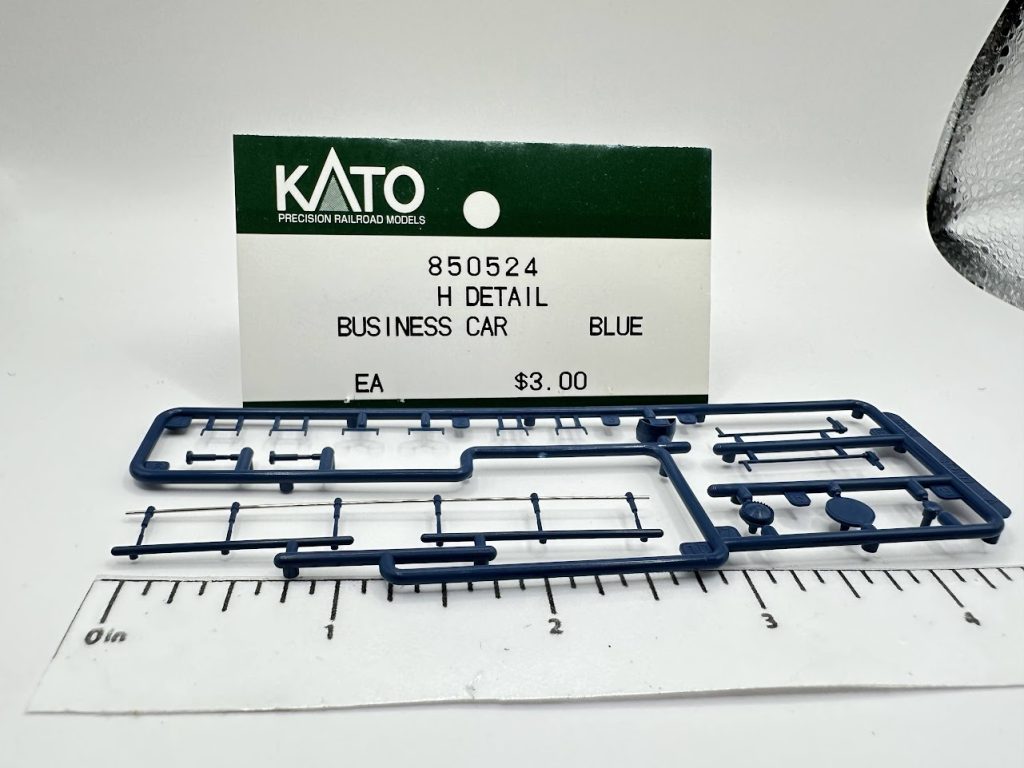 KATO
PRECISION RAILROAD MODELS
850524
H DETAIL
BUSINESS CAR BLUE
EA $3.00
0in 1 2 3 4